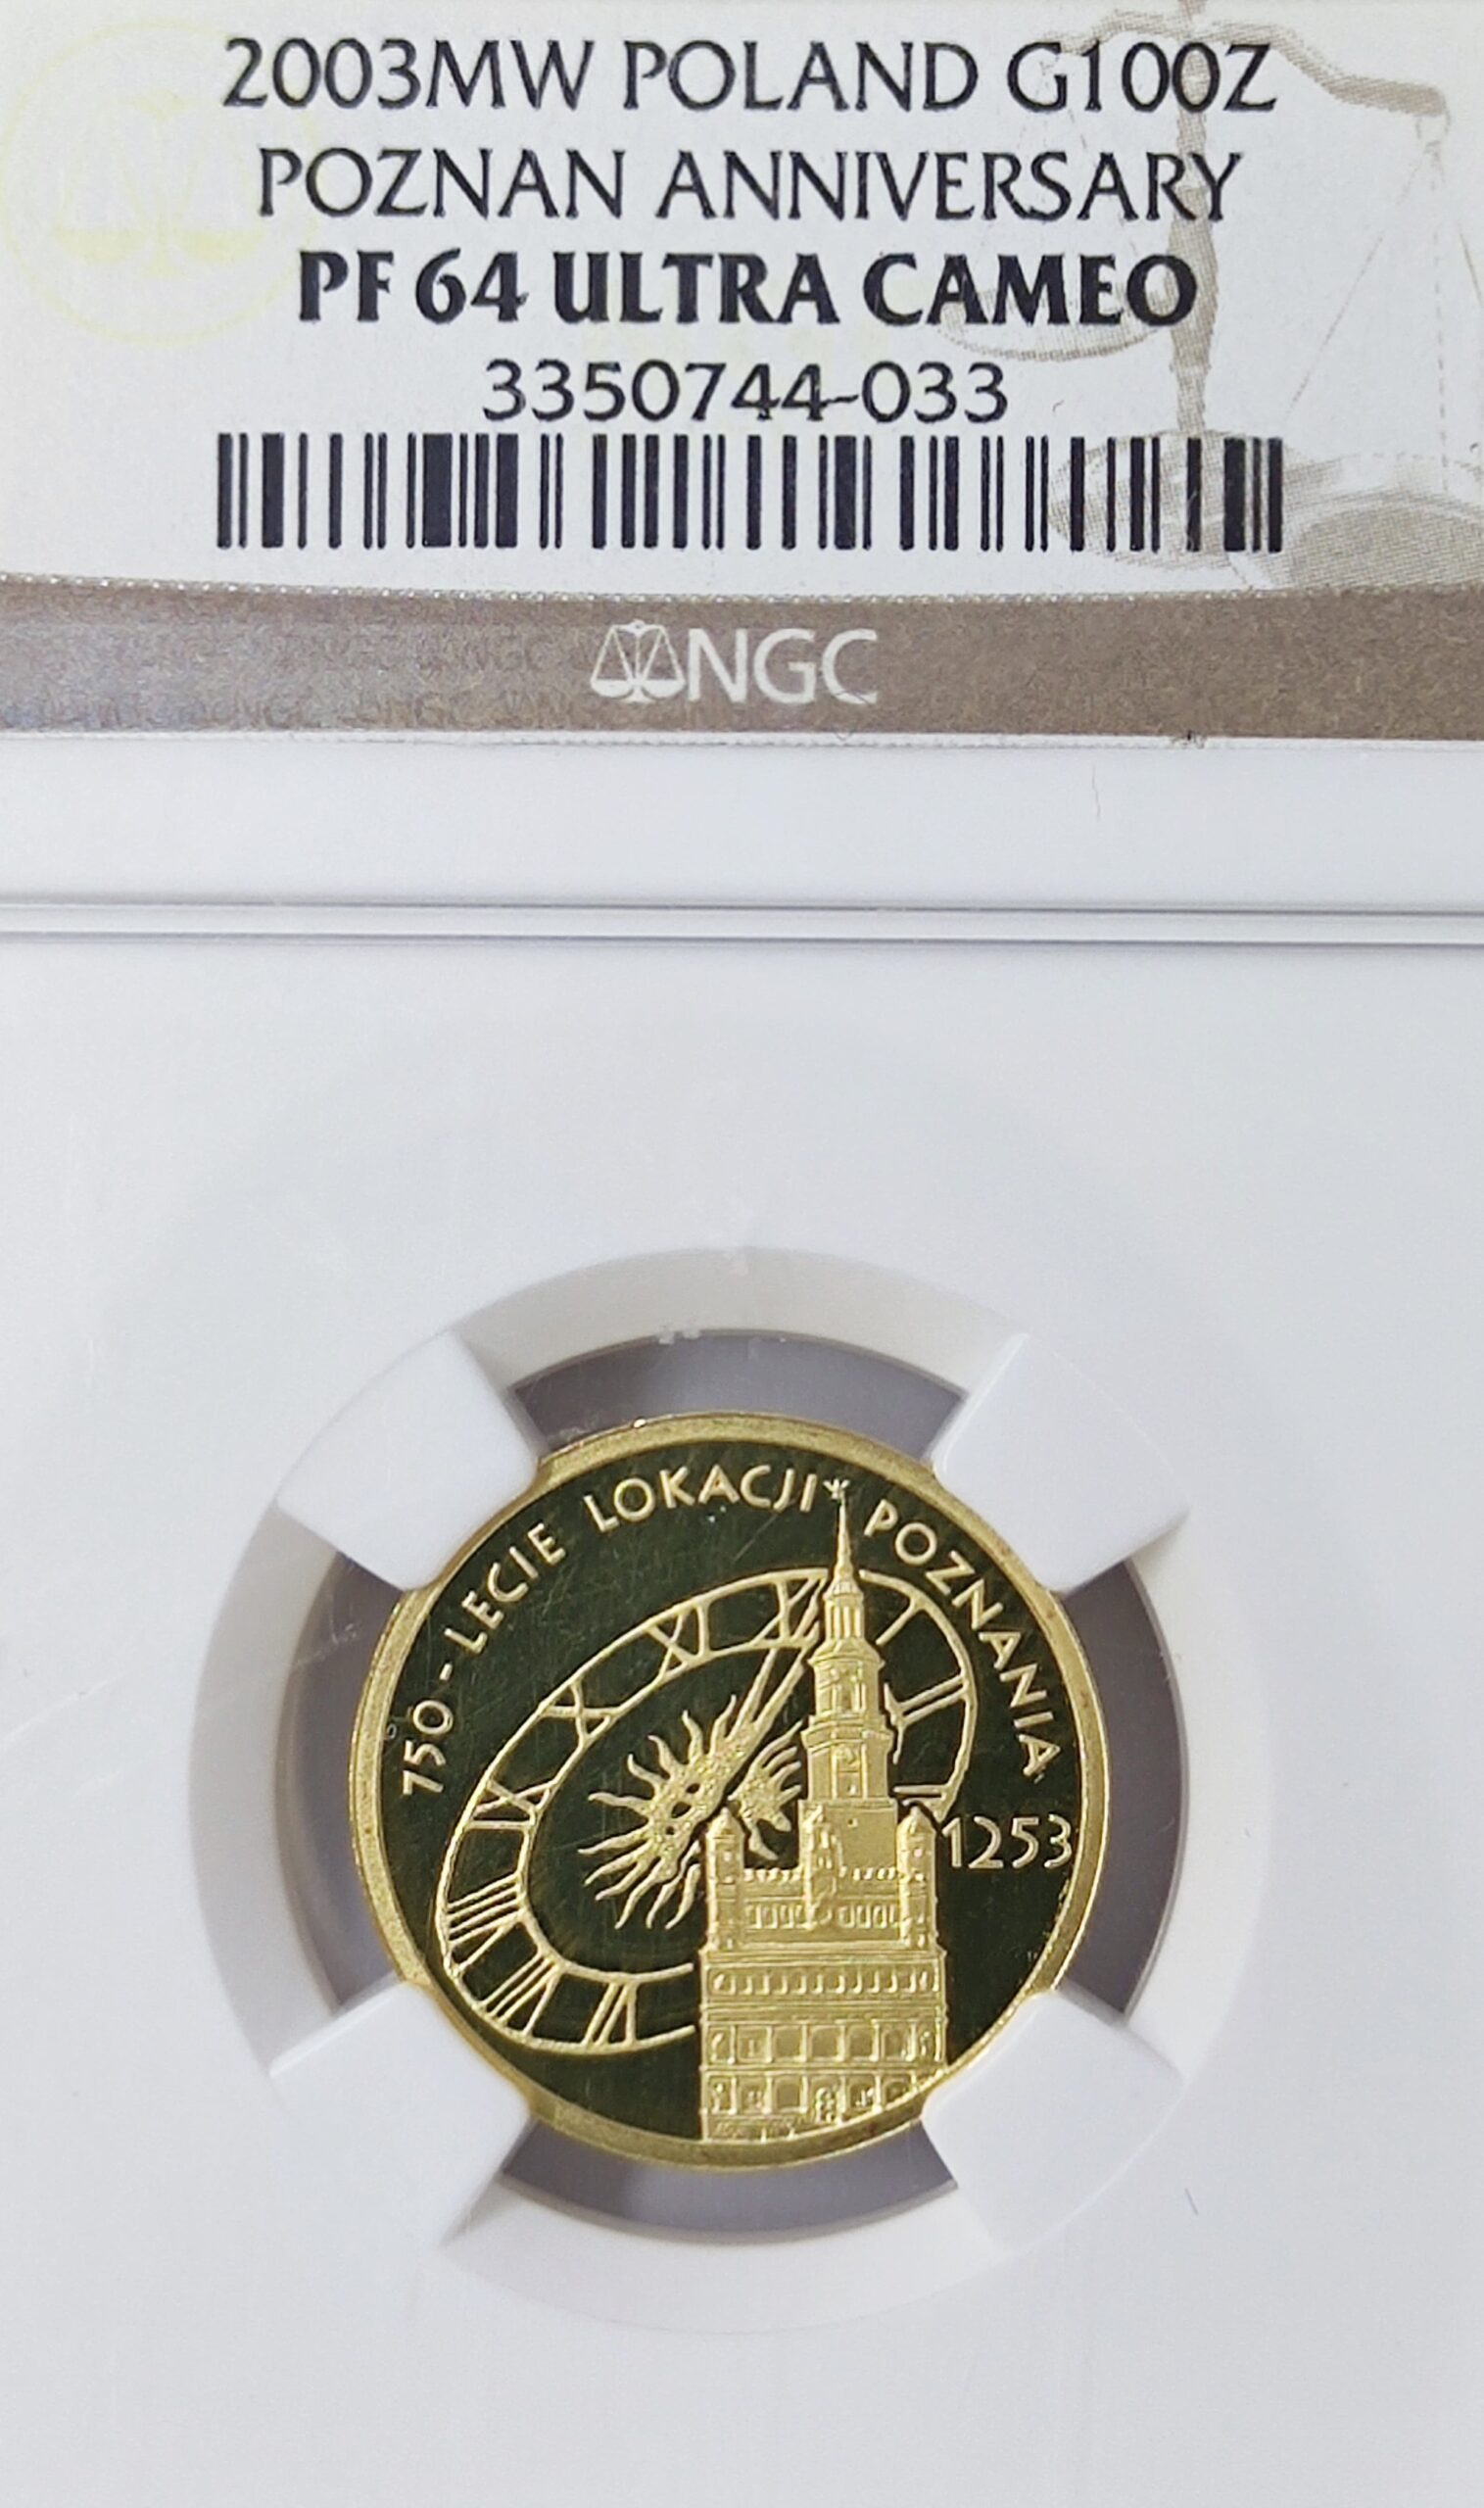 2003MW POLAND G100Z
POZNAN ANNIVERSARY
PF 64 ULTRA CAMEO
3350744-033
NGC
750-LECIE LOKACJI POZNANIA
1253